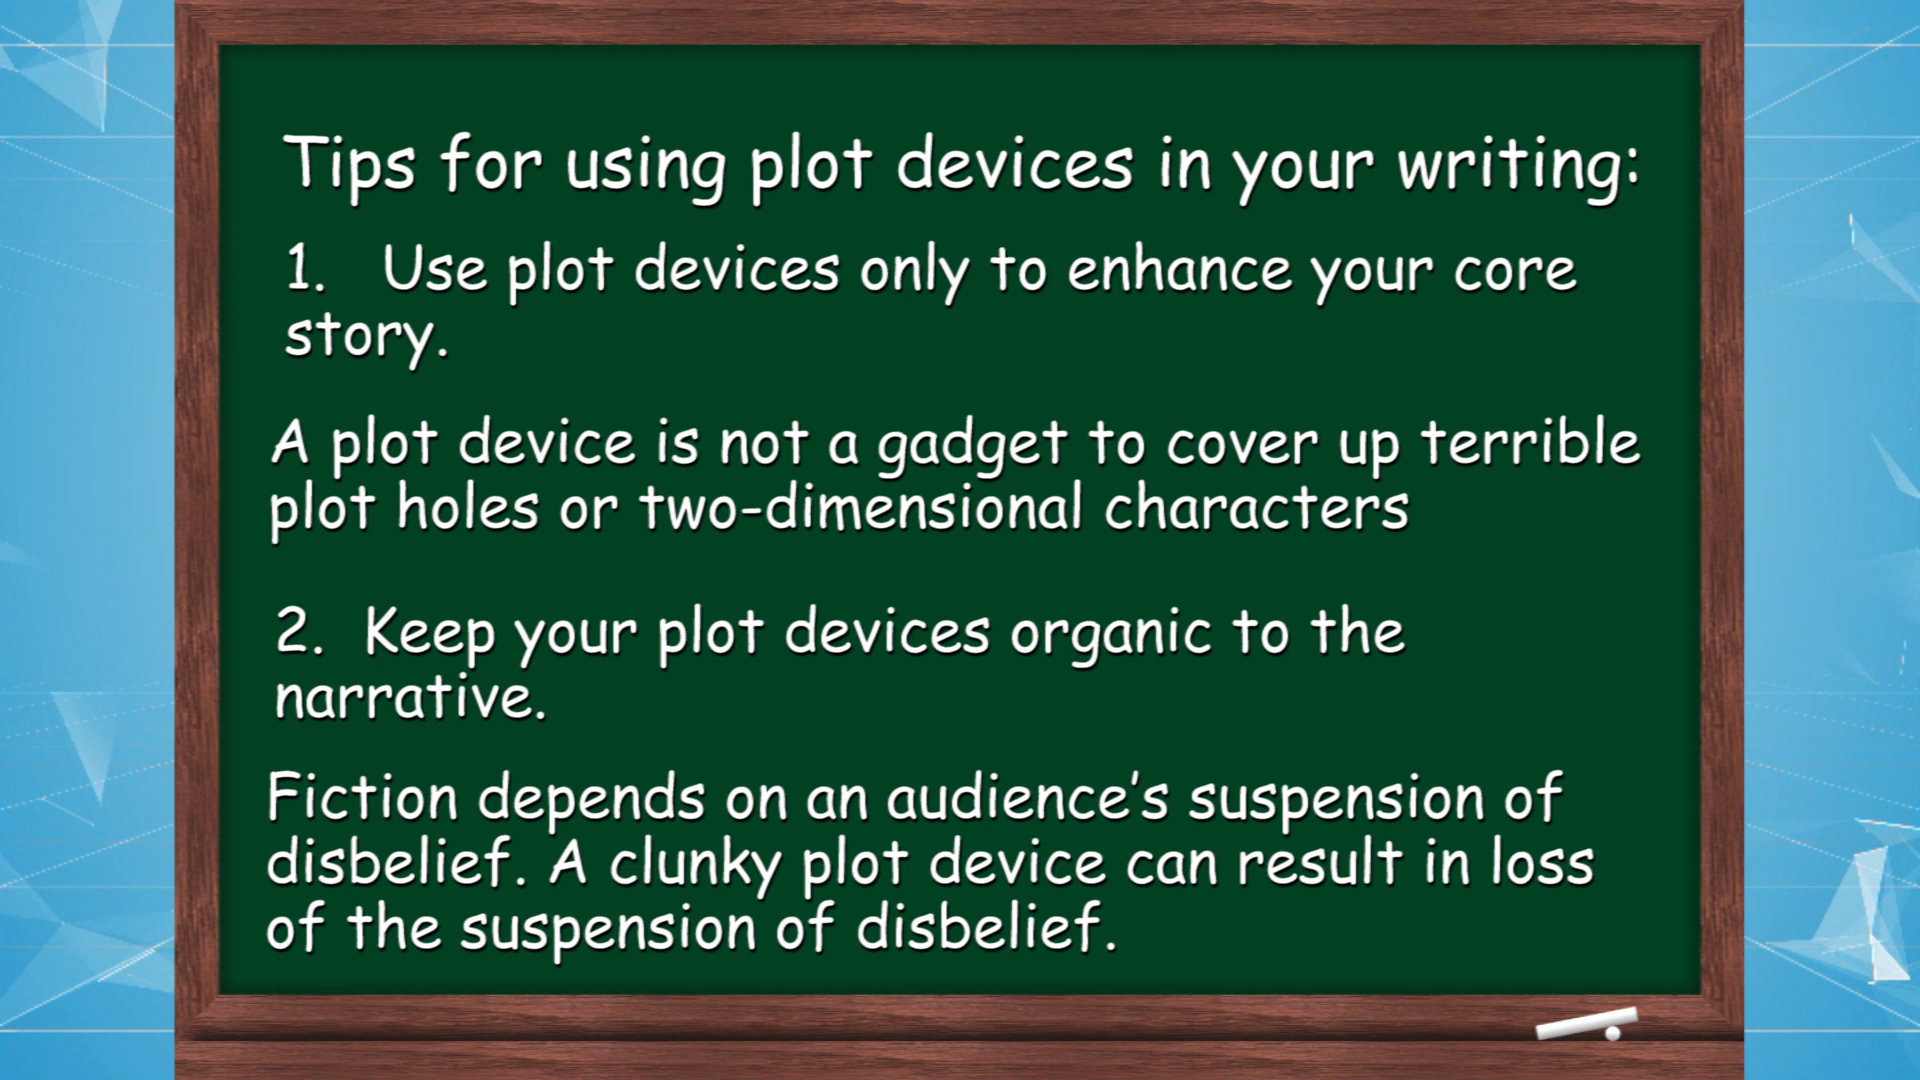 Tips for using plot devices in your writing:
1. Use plot devices only to enhance your core
story.
A plot device is not a gadget to cover up terrible
plot holes or two-dimensional characters
2. Keep your plot devices organic to the
narrative.
Fiction depends on an audience’s suspension of
disbelief. A clunky plot device can result in loss
of the suspension of disbelief.